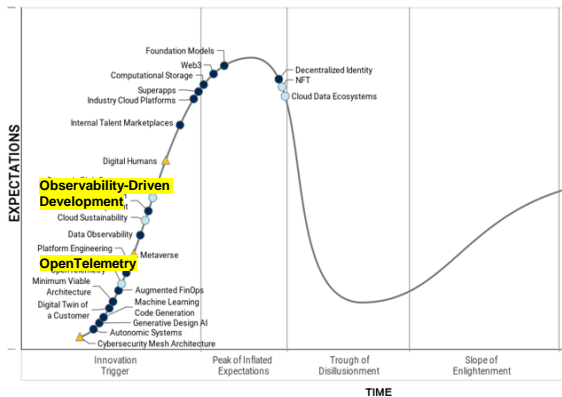 Foundation Models
Web3
Computational Storage
Superapps
Industry Cloud Platforms
Internal Talent Marketplaces
Digital Humans
Observability-Driven
Development
Cloud Sustainability
Data Observability
Platform Engineering
Metaverse
OpenTelemetry
Minimum Viable
Architecture
Augmented FinOps
Digital Twin of
a Customer
Machine Learning
Code Generation
Generative Design AI
Autonomic Systems
Cybersecurity Mesh Architecture
Decentralized Identity
NFT
Cloud Data Ecosystems
EXPECTATIONS
Innovation
Trigger
Peak of Inflated
Expectations
Trough of
Disillusionment
Slope of
Enlightenment
TIME